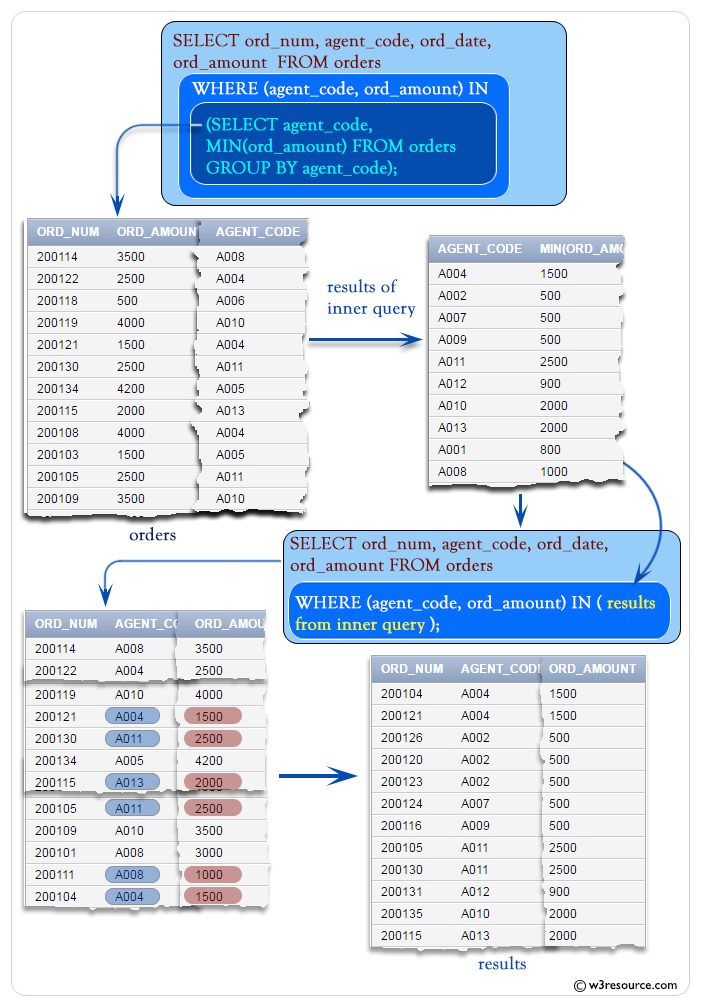 SELECT ord_num, agent_code, ord_date,
ord_amount FROM orders
WHERE (agent_code, ord_amount) IN
(SELECT agent_code,
MIN(ord_amount) FROM orders
GROUP BY agent_code);
ORD_NUM ORD_AMOUN AGENT_CODE
200114 3500 A008
200122 2500 A004
200118 500 A006
200119 4000 A010
200121 1500 A004
200130 2500 A011
200134 4200 A005
200115 2000 A013
200108 4000 A004
200103 1500 A005
200105 2500 A011
200109 3500 A010
orders
results of
inner query
AGENT_CODE MIN(ORD_AMO
A004 1500
A002 500
A007 500
A009 500
A011 2500
A012 900
A010 2000
A013 2000
A001 800
A008 1000
SELECT ord_num, agent_code, ord_date,
ord_amount FROM orders
WHERE (agent_code, ord_amount) IN ( results
from inner query );
ORD_NUM AGENT_CO ORD_AMOU
200114 A008 3500
200122 A004 2500
200119 A010 4000
200121 A004 1500
200130 A011 2500
200134 A005 4200
200115 A013 2000
200105 A011 2500
200109 A010 3500
200101 A008 3000
200111 A008 1000
200104 A004 1500
ORD_NUM AGENT_CODE ORD_AMOUNT
200104 A004 1500
200121 A004 1500
200126 A002 500
200120 A002 500
200123 A002 500
200124 A007 500
200116 A009 500
200105 A011 2500
200130 A011 2500
200131 A012 900
200135 A010 2000
200115 A013 2000
results
© w3resource.com